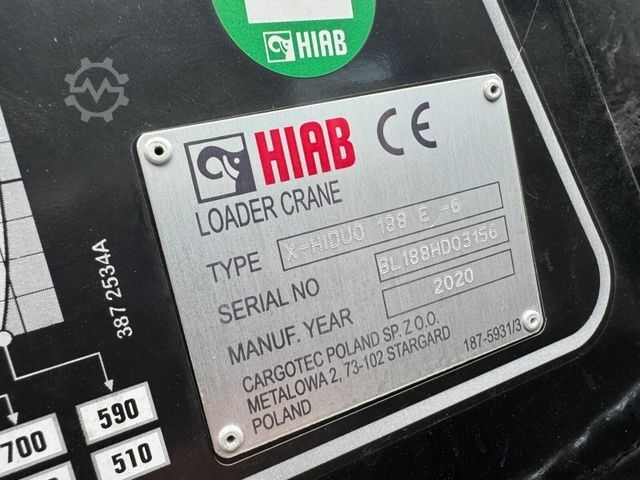 HIAB
HIAB CE
LOADER CRANE
TYPE X-HIDUO 188 E -6
SERIAL NO BL188HD03156
MANUF. YEAR 2020
CARGOTEC POLAND SP. Z O.O.
METALOWA 2, 73-102 STARGARD
POLAND
187-5931/3
387 2534A
590
700
510